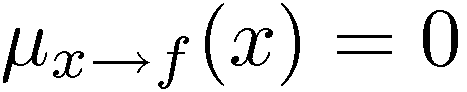 μ_{x→f}(x) = 0